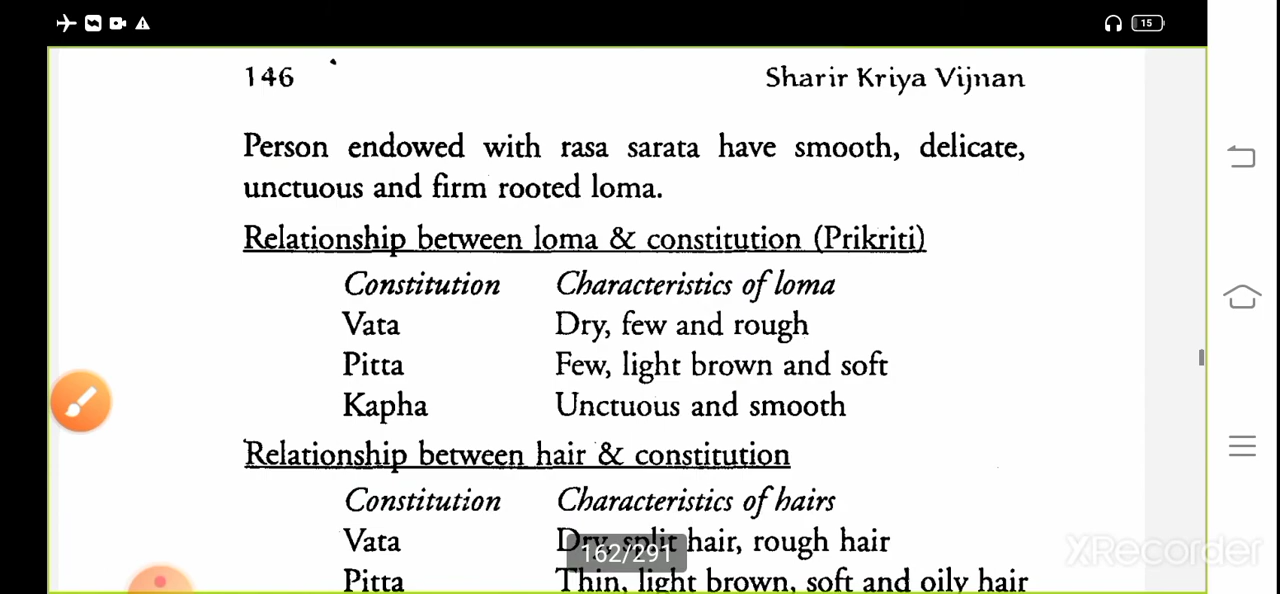 15
146 Sharir Kriya Vijnan
Person endowed with rasa sarata have smooth, delicate,
unctuous and firm rooted loma.
Relationship between loma & constitution (Prikriti)
Constitution Characteristics of loma
Vata Dry, few and rough
Pitta Few, light brown and soft
Kapha Unctuous and smooth
Relationship between hair & constitution
Constitution Characteristics of hairs
Vata Dry, split hair, rough hair
162/291
XRecorder
Pitta Thin, light brown, soft and oily hair